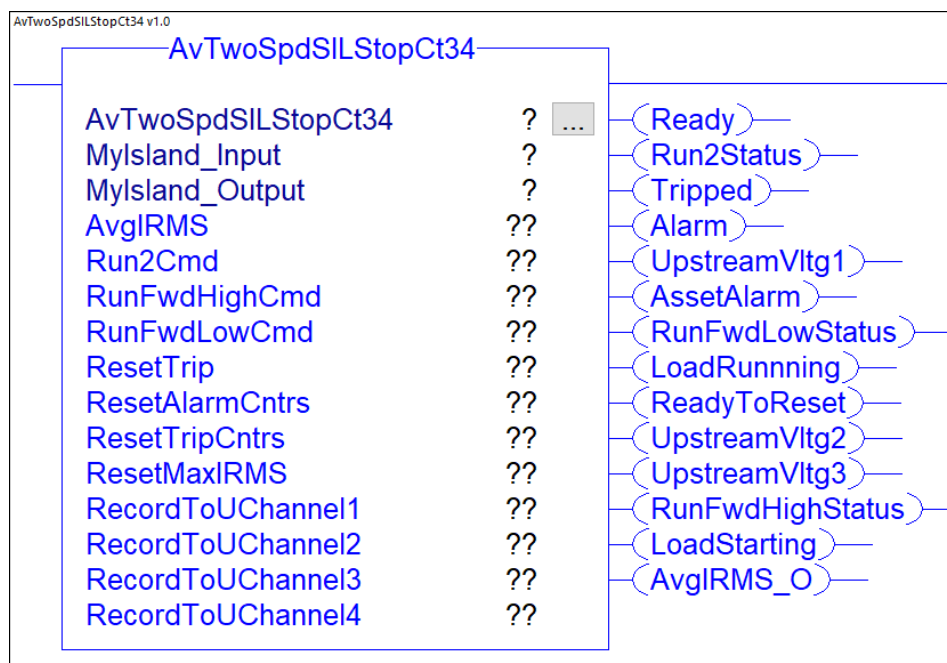 AvTwoSpdSILStopCt34 v1.0
AvTwoSpdSILStopCt34
AvTwoSpdSILStopCt34 ? ... Ready
MyIsland_Input ? Run2Status
MyIsland_Output ? Tripped
AvgIRMS ?? Alarm
Run2Cmd ?? UpstreamVltg1
RunFwdHighCmd ?? AssetAlarm
RunFwdLowCmd ?? RunFwdLowStatus
ResetTrip ?? LoadRunnning
ResetAlarmCntrs ?? ReadyToReset
ResetTripCntrs ?? UpstreamVltg2
ResetMaxIRMS ?? UpstreamVltg3
RecordToUChannel1 ?? RunFwdHighStatus
RecordToUChannel2 ?? LoadStarting
RecordToUChannel3 ?? AvgIRMS_O
RecordToUChannel4 ??